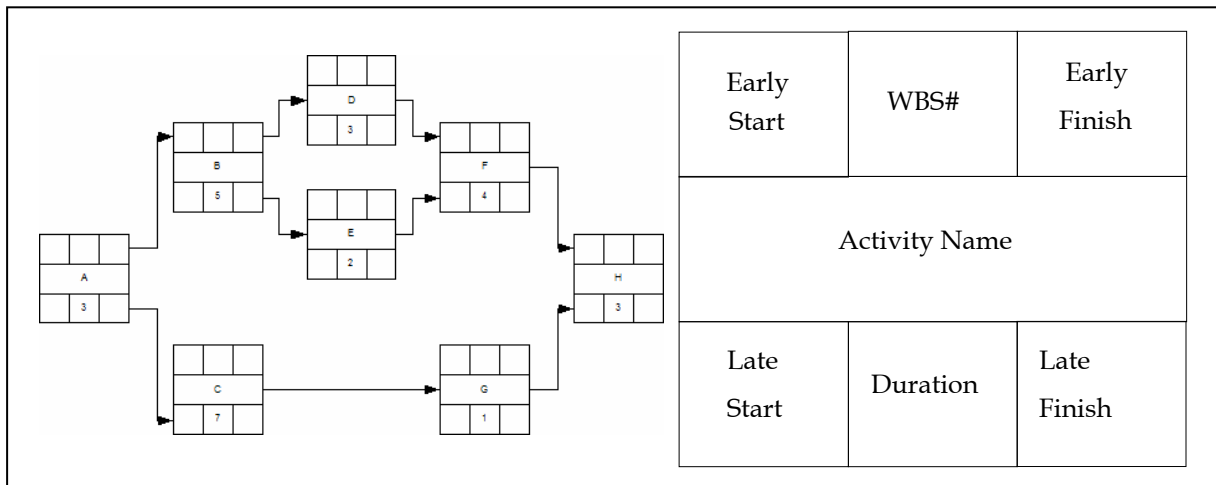 D
3
B
5
F
4
E
2
A
3
H
3
C
7
G
1
Early
Start
WBS#
Early
Finish
Activity Name
Late
Start
Duration
Late
Finish